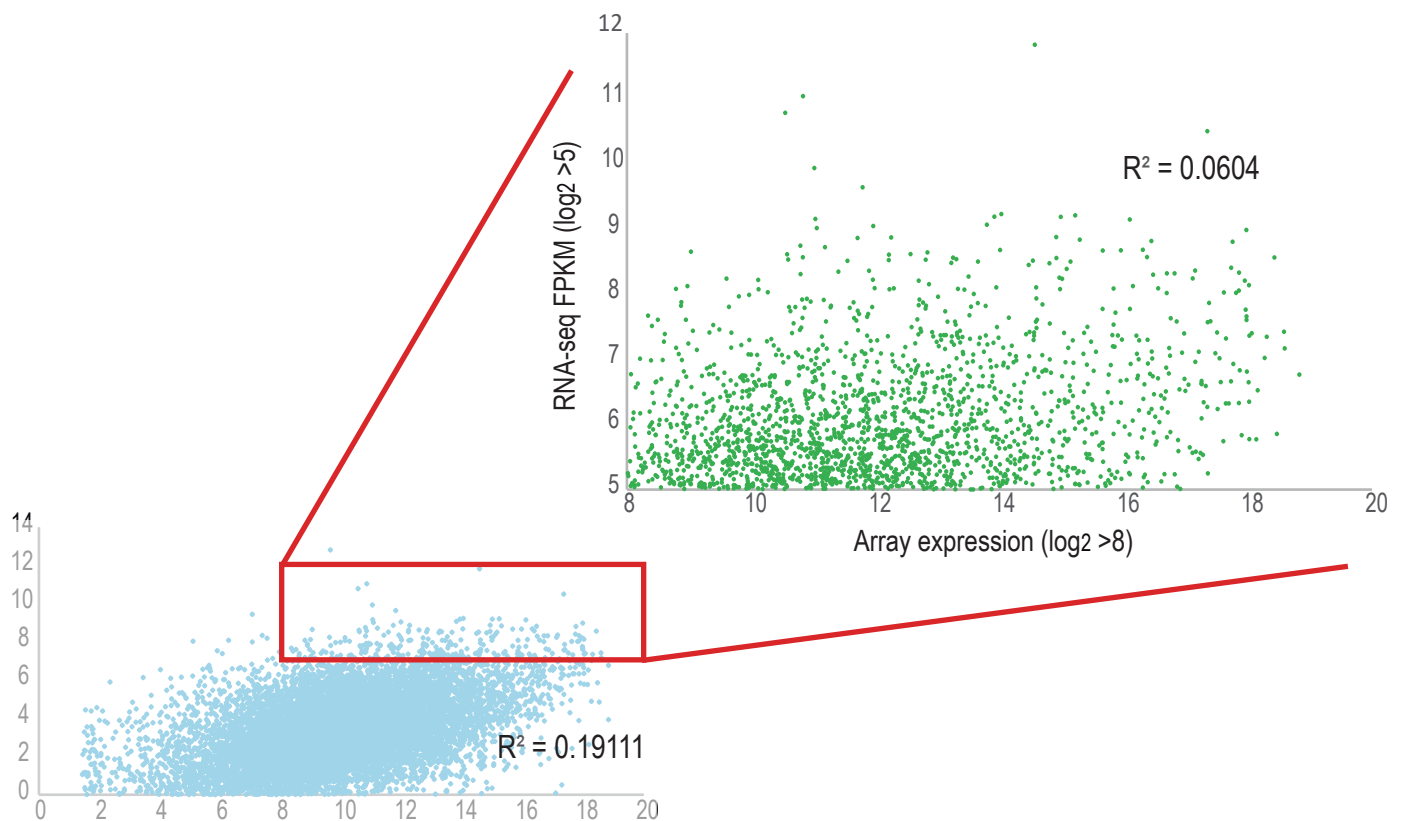 12
11
10
9
8
7
6
5
RNA-seq FPKM (log2 >5)
R² = 0.0604
8 10 12 14 16 18 20
Array expression (log2 >8)
14
12
10
8
6
4
2
0
R² = 0.19111
0 2 4 6 8 10 12 14 16 18 20